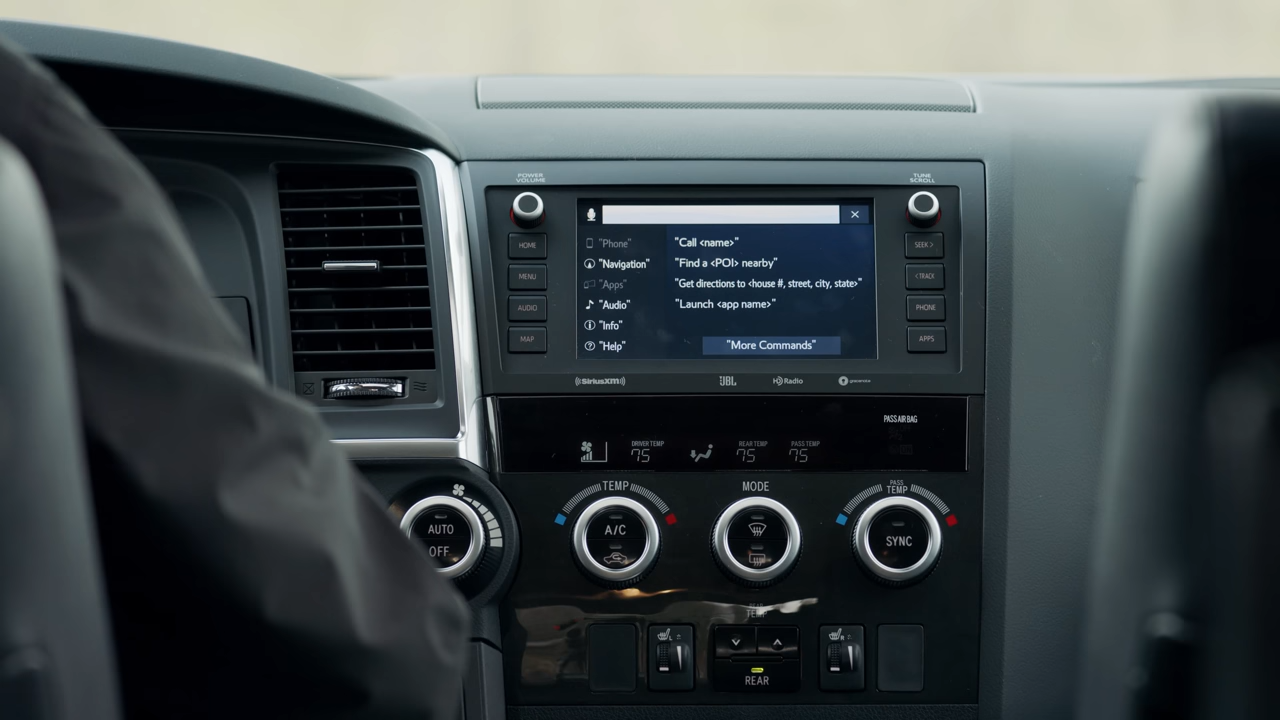 POWER
VOLUME
TUNE
SCROLL
HOME
MENU
AUDIO
MAP
"Phone"
"Navigation"
"Apps"
"Audio"
"Info"
"Help"
"Call <name>"
"Find a <POI> nearby"
"Get directions to <house #, street, city, state>"
"Launch <app name>"
"More Commands"
SEEK >
< TRACK
PHONE
APPS
SiriusXM
JBL
HD Radio
gracenote
PASS AIR BAG
DRIVER TEMP
75
REAR TEMP
75
PASS TEMP
75
AUTO
OFF
TEMP
A/C
MODE
PASS
TEMP
SYNC
REAR
TEMP
L
R
REAR